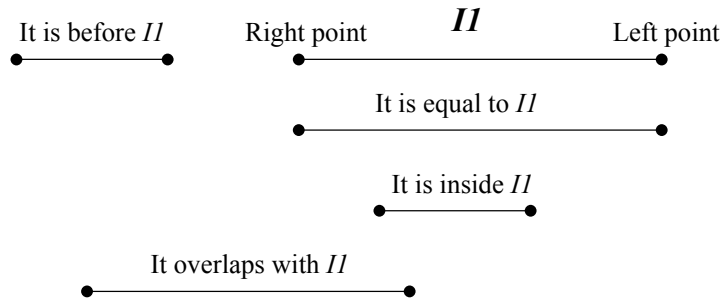 It is before I1
Right point
I1
Left point
It is equal to I1
It is inside I1
It overlaps with I1